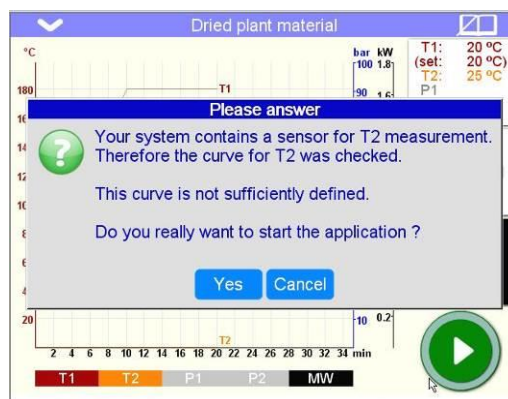 Dried plant material
°C
bar kW
100 1.8
T1: 20 °C
(set: 20 °C)
T2: 25 °C
P1
180
T1
90 1.6
Please answer
Your system contains a sensor for T2 measurement.
Therefore the curve for T2 was checked.
This curve is not sufficiently defined.
Do you really want to start the application ?
Yes Cancel
20
10 0.2
T2
2 4 6 8 10 12 14 16 18 20 22 24 26 28 30 32 34 min
T1 T2 P1 P2 MW